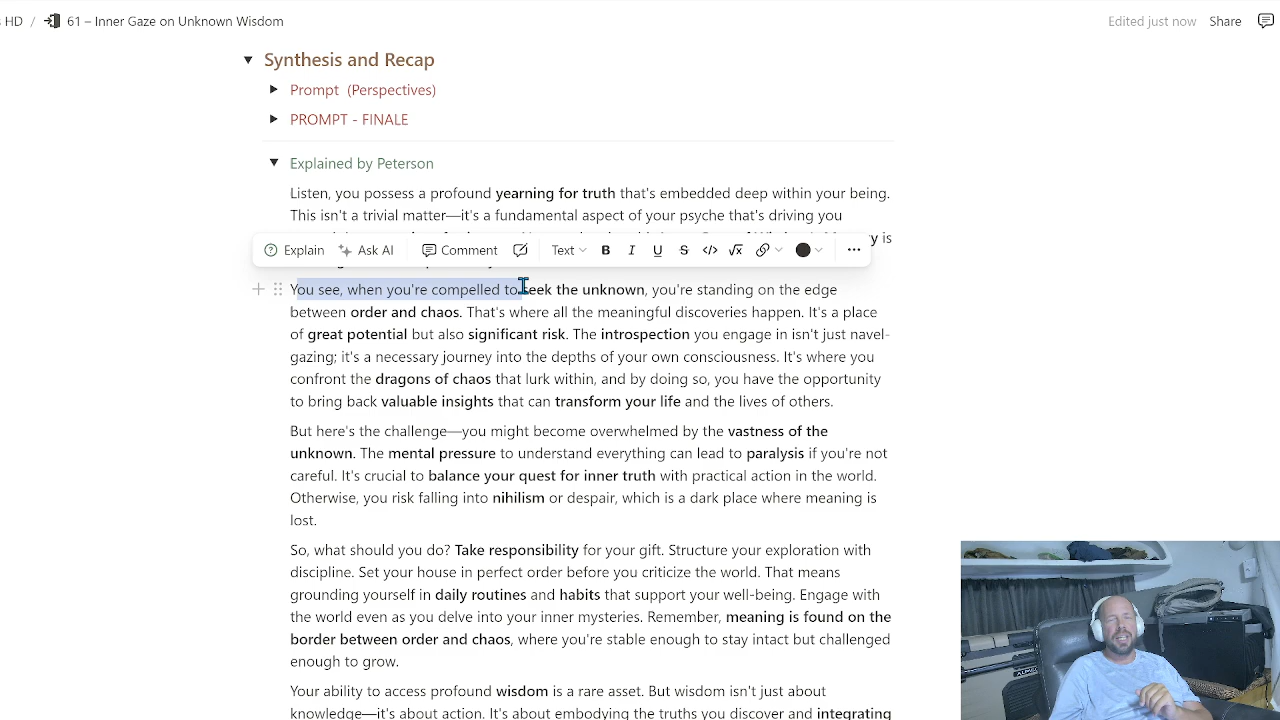 HD / 61 – Inner Gaze on Unknown Wisdom
Edited just now Share
Synthesis and Recap
Prompt (Perspectives)
PROMPT - FINALE
Explained by Peterson
Listen, you possess a profound yearning for truth that's embedded deep within your being.
This isn't a trivial matter—it's a fundamental aspect of your psyche that's driving you
is
Explain Ask AI Comment Text B I U S </> √x
You see, when you're compelled to seek the unknown, you're standing on the edge
between order and chaos. That's where all the meaningful discoveries happen. It's a place
of great potential but also significant risk. The introspection you engage in isn't just navel-
gazing; it's a necessary journey into the depths of your own consciousness. It's where you
confront the dragons of chaos that lurk within, and by doing so, you have the opportunity
to bring back valuable insights that can transform your life and the lives of others.
But here's the challenge—you might become overwhelmed by the vastness of the
unknown. The mental pressure to understand everything can lead to paralysis if you're not
careful. It's crucial to balance your quest for inner truth with practical action in the world.
Otherwise, you risk falling into nihilism or despair, which is a dark place where meaning is
lost.
So, what should you do? Take responsibility for your gift. Structure your exploration with
discipline. Set your house in perfect order before you criticize the world. That means
grounding yourself in daily routines and habits that support your well-being. Engage with
the world even as you delve into your inner mysteries. Remember, meaning is found on the
border between order and chaos, where you're stable enough to stay intact but challenged
enough to grow.
Your ability to access profound wisdom is a rare asset. But wisdom isn't just about
knowledge—it's about action. It's about embodying the truths you discover and integrating